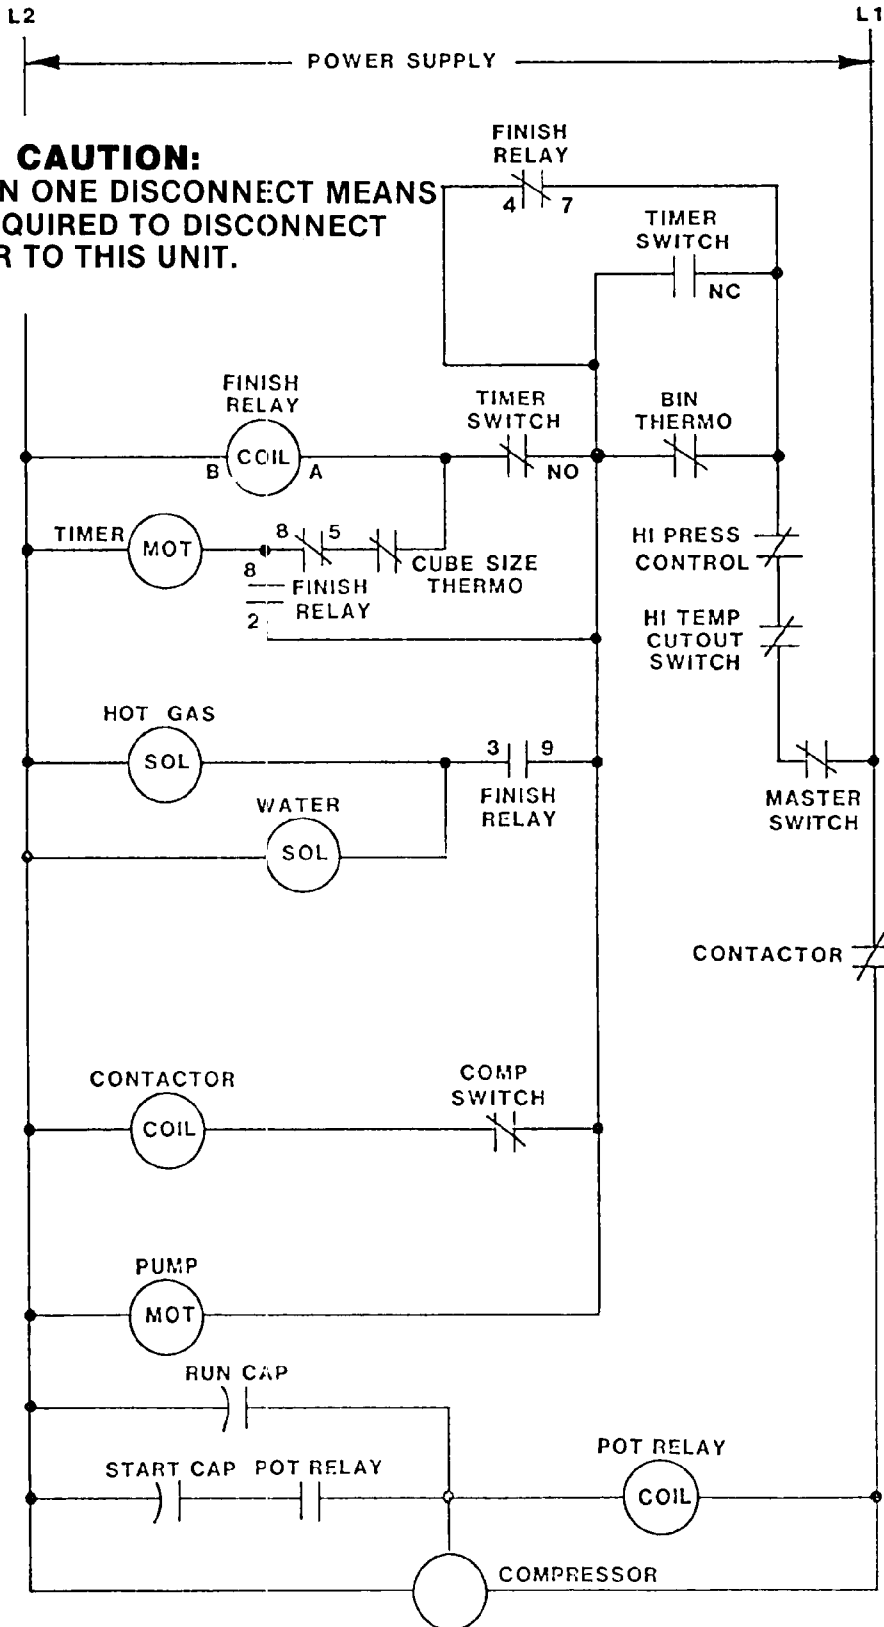 L2
L1
POWER SUPPLY
CAUTION:
N ONE DISCONNECT MEANS
QUIRED TO DISCONNECT
R TO THIS UNIT.
FINISH
RELAY
4 7
TIMER
SWITCH
NC
FINISH
RELAY
B COIL A
TIMER
SWITCH
NO
BIN
THERMO
TIMER
MOT
8 5
CUBE SIZE
THERMO
8
FINISH
RELAY
2
HI PRESS
CONTROL
HI TEMP
CUTOUT
SWITCH
HOT GAS
SOL
3 9
FINISH
RELAY
MASTER
SWITCH
WATER
SOL
CONTACTOR
CONTACTOR
COIL
COMP
SWITCH
PUMP
MOT
RUN CAP
START CAP
POT RELAY
POT RELAY
COIL
COMPRESSOR